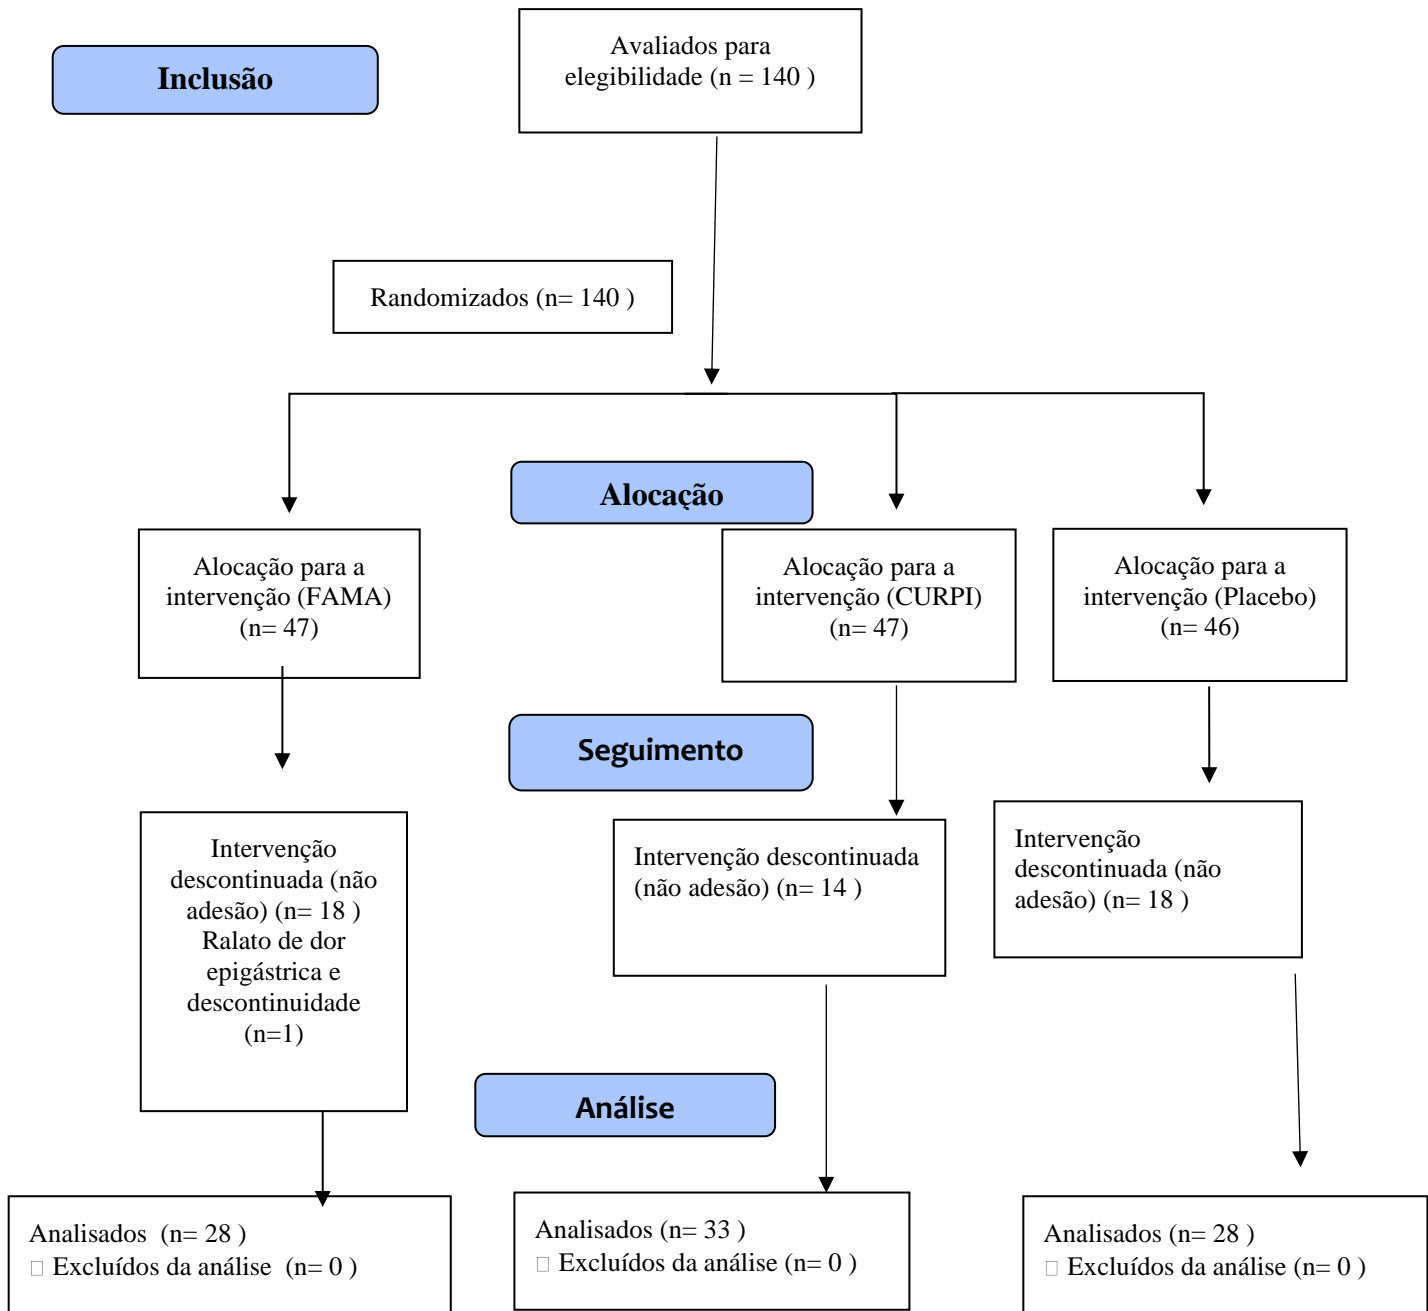 Inclusão
Avaliados para
elegibilidade (n = 140 )
Randomizados (n= 140 )
Alocação
Alocação para a
intervenção (FAMA)
(n= 47)
Alocação para a
intervenção (CURPI)
(n= 47)
Alocação para a
intervenção (Placebo)
(n= 46)
Seguimento
Intervenção
descontinuada (não
adesão) (n= 18 )
Ralato de dor
epigástrica e
descontinuidade
(n=1)
Intervenção descontinuada
(não adesão) (n= 14 )
Intervenção
descontinuada (não
adesão) (n= 18 )
Análise
Analisados  (n= 28 )
□ Excluídos da análise  (n= 0 )
Analisados (n= 33 )
□ Excluídos da análise (n= 0 )
Analisados (n= 28 )
□ Excluídos da análise (n= 0 )